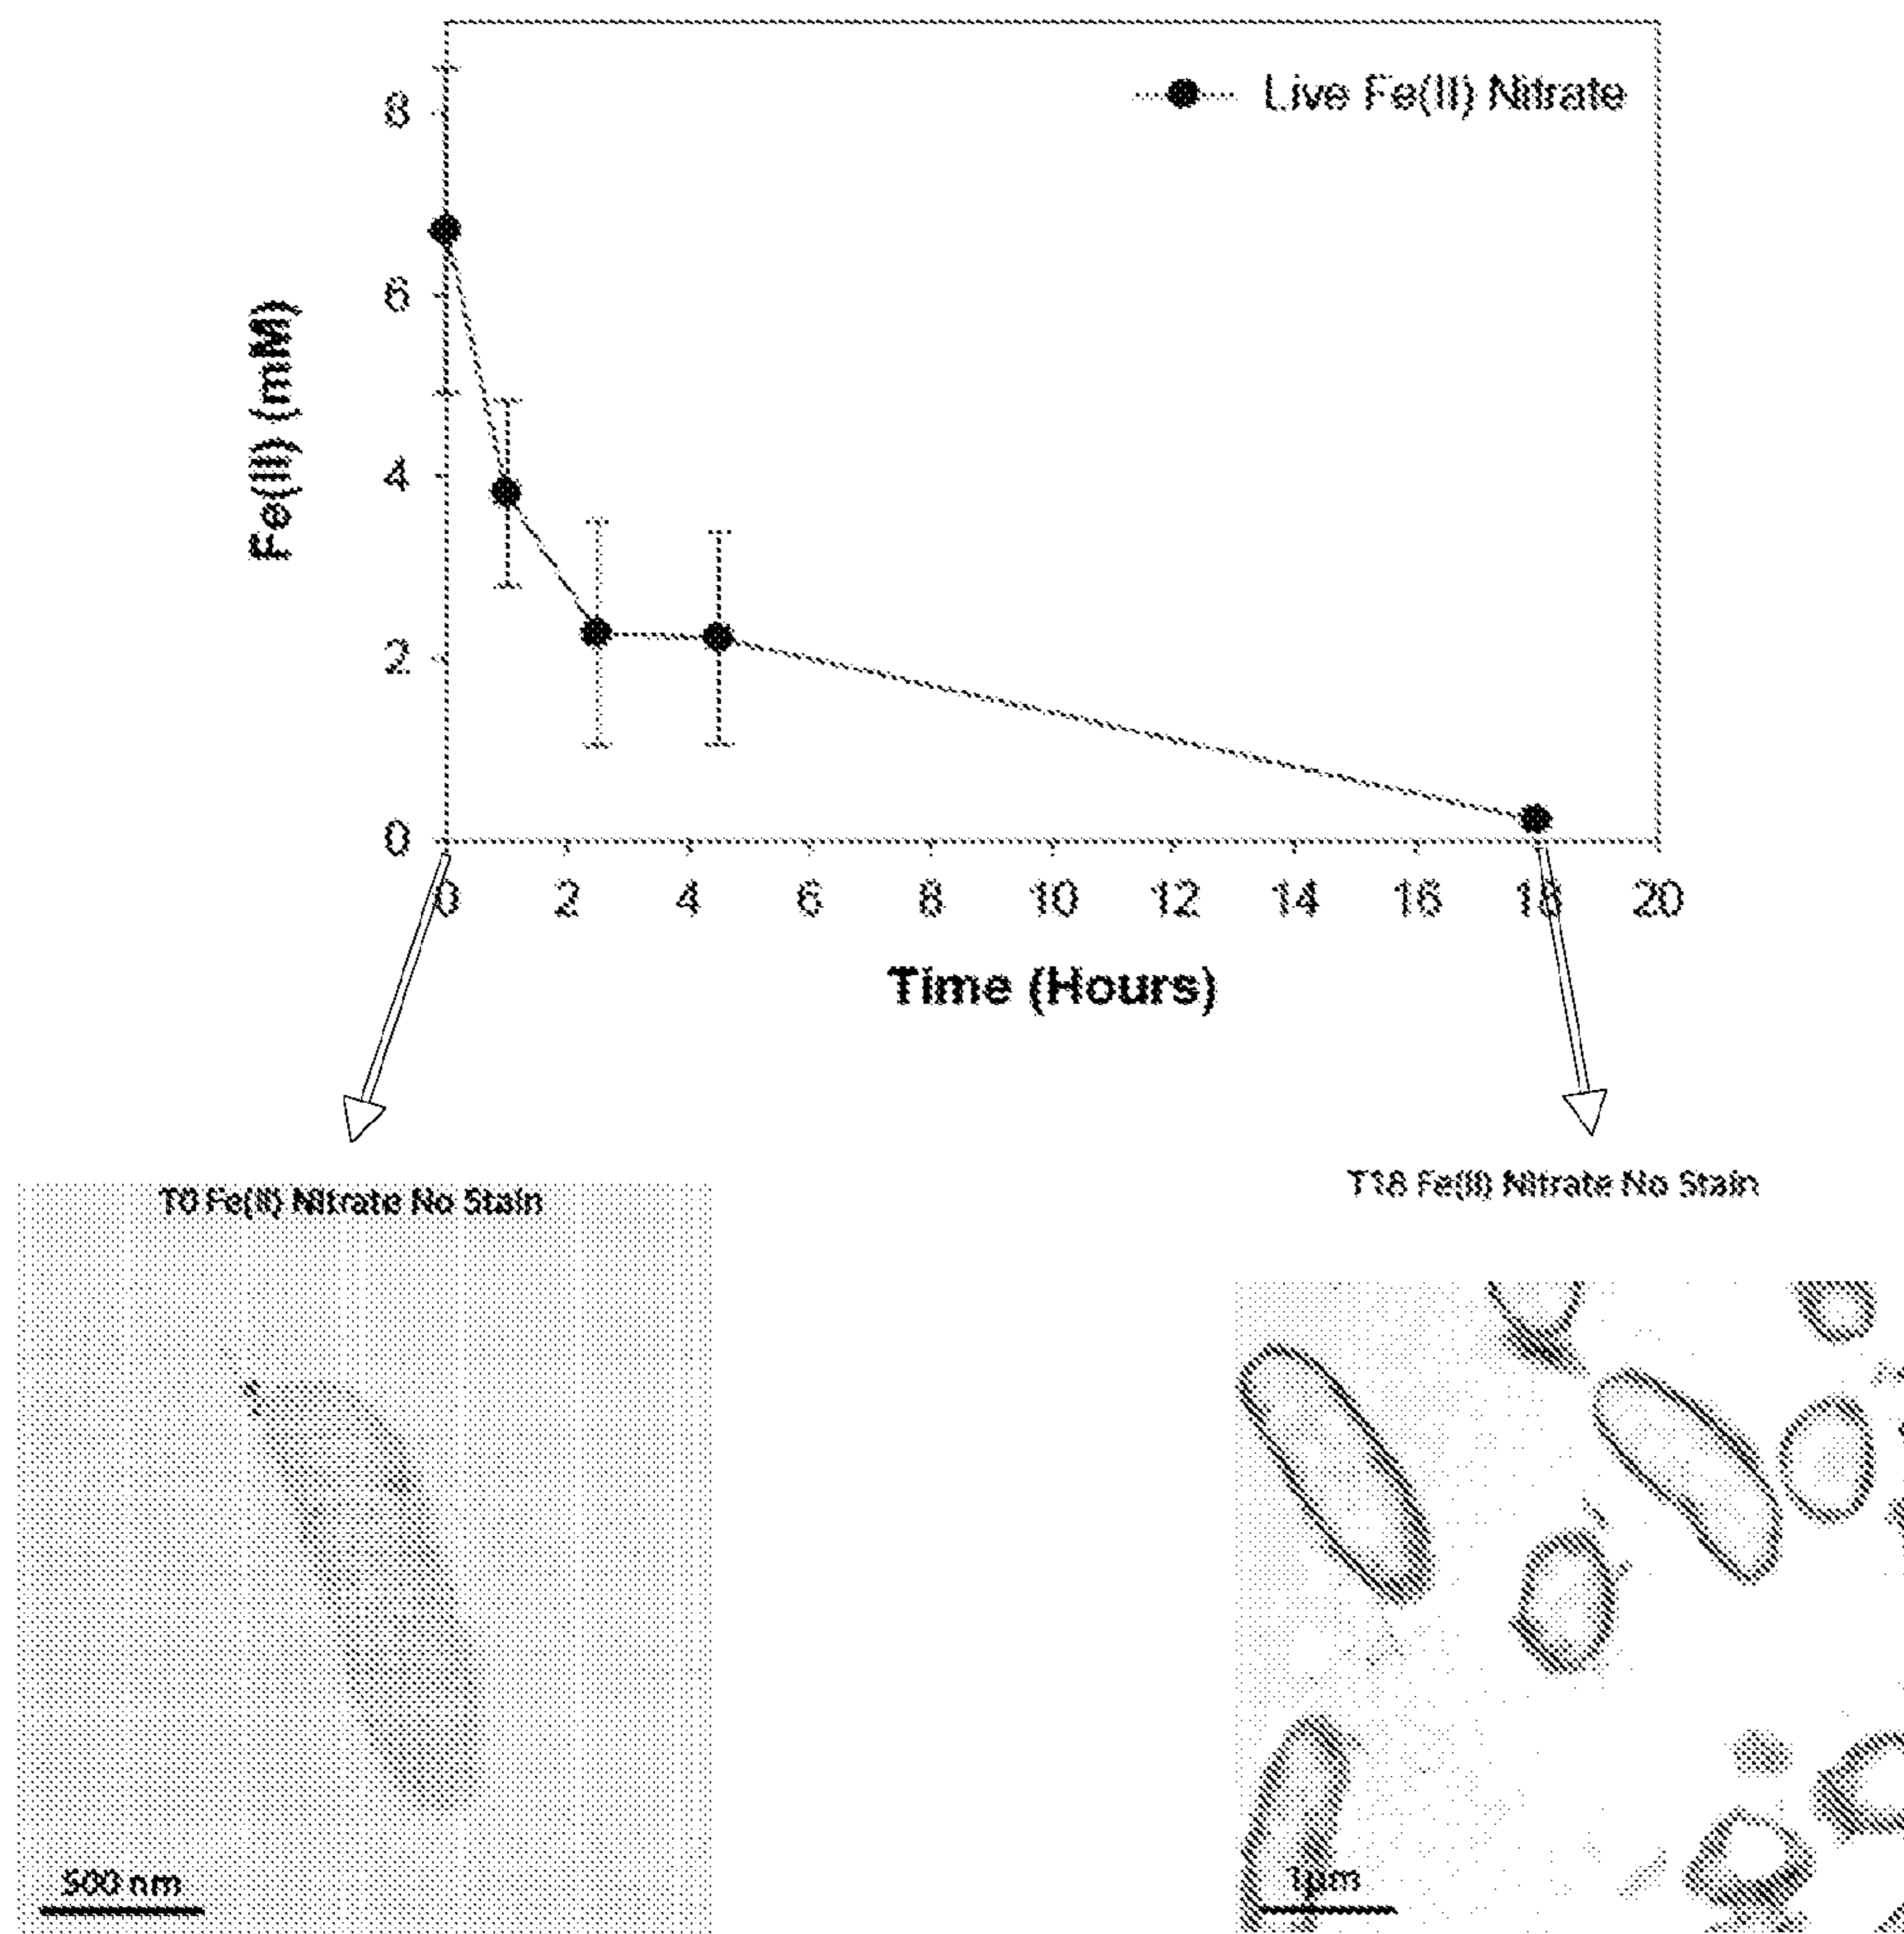 Live Fe(II) Nitrate
8
6
4
2
0
Fe(II) (mM)
0 2 4 6 8 10 12 14 16 18 20
Time (Hours)
T0 Fe(II) Nitrate No Stain
T18 Fe(II) Nitrate No Stain
500 nm
1µm